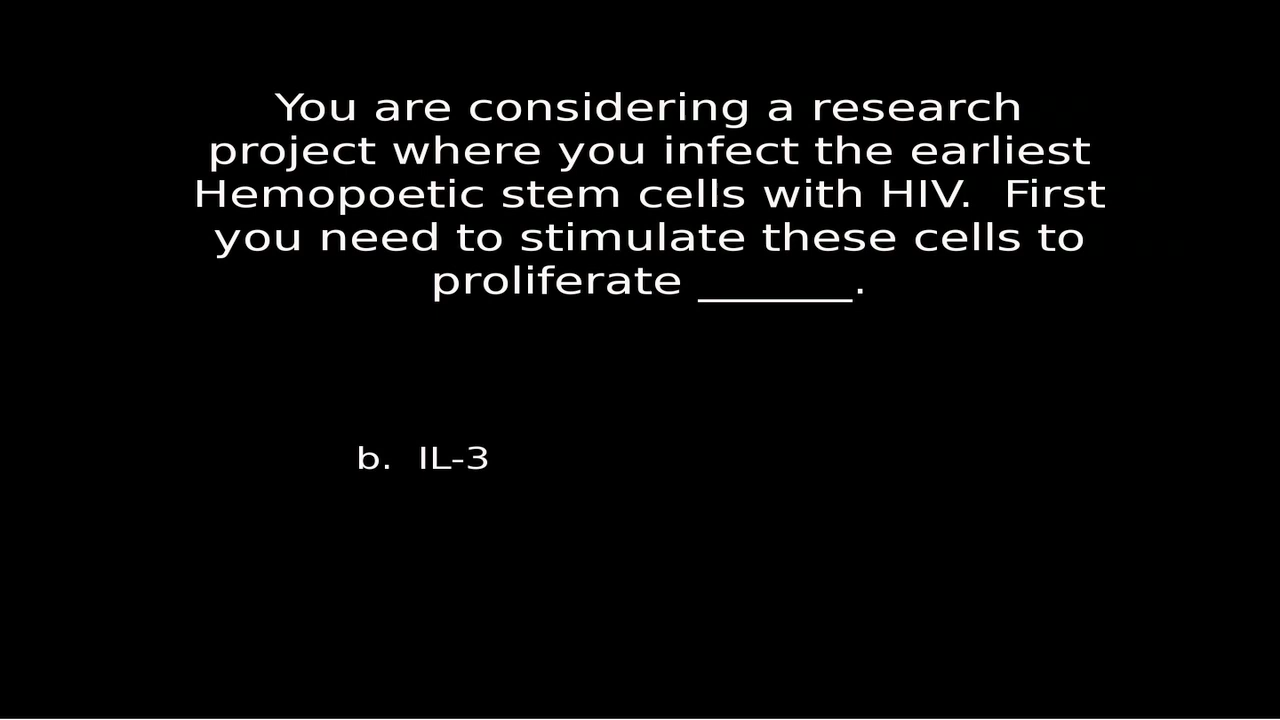 You are considering a research
project where you infect the earliest
Hemopoetic stem cells with HIV.  First
you need to stimulate these cells to
proliferate _______.
b.  IL-3